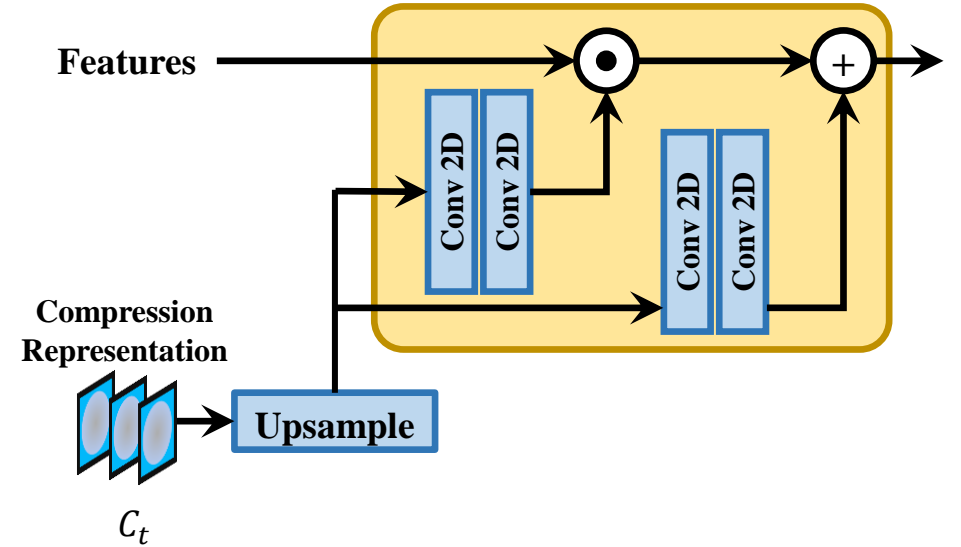 Features
+
Conv 2D
Conv 2D
Conv 2D
Conv 2D
Compression
Representation
Upsample
C_t